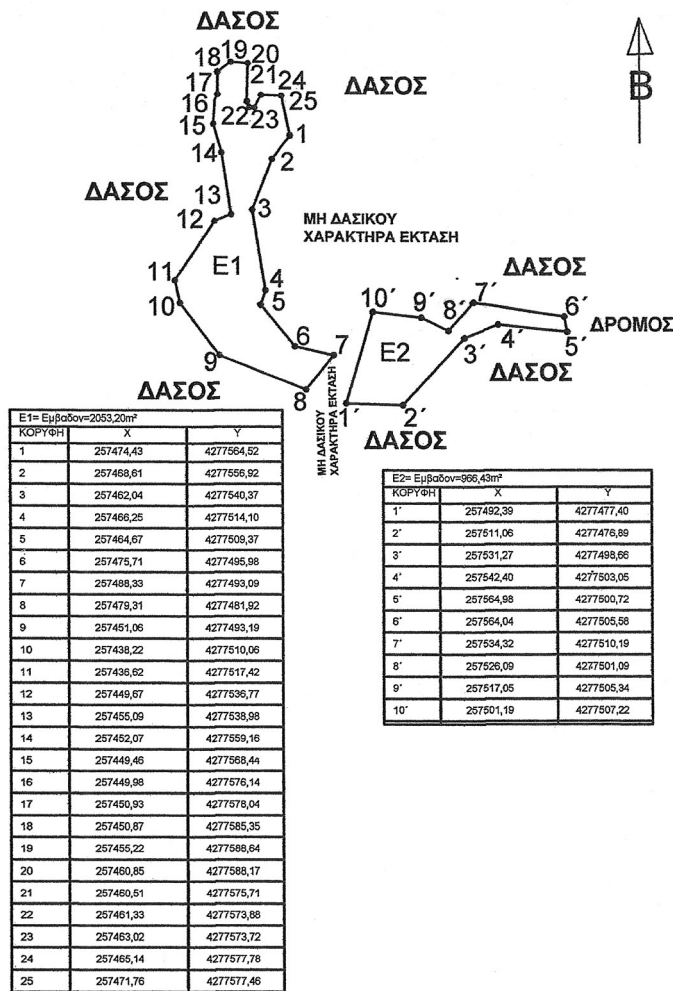 ΔΑΣΟΣ
18 19 20
17 21 24
16 22 23 25
ΔΑΣΟΣ
Β
15
1
14 2
ΔΑΣΟΣ
13
12 3
ΜΗ ΔΑΣΙΚΟΥ
ΧΑΡΑΚΤΗΡΑ ΕΚΤΑΣΗ
Ε1
11 4
10 5
ΔΑΣΟΣ
10΄ 9΄ 8΄ 7΄ 6΄
ΔΡΟΜΟΣ
3΄ 4΄ 5΄
Ε2
ΔΑΣΟΣ
6 7
9
8
ΔΑΣΟΣ
ΜΗ ΔΑΣΙΚΟΥ
ΧΑΡΑΚΤΗΡΑ ΕΚΤΑΣΗ
1΄ 2΄
ΔΑΣΟΣ
Ε1= Εμβαδον=2053,20m²
ΚΟΡΥΦΗ Χ Υ
1 257474,43 4277564,52
2 257468,61 4277556,92
3 257462,04 4277540,37
4 257466,25 4277514,10
5 257464,67 4277509,37
6 257475,71 4277495,98
7 257488,33 4277493,09
8 257479,31 4277481,92
9 257451,06 4277493,19
10 257438,22 4277510,06
11 257436,62 4277517,42
12 257449,67 4277536,77
13 257455,09 4277538,98
14 257452,07 4277559,16
15 257449,46 4277568,44
16 257449,98 4277576,14
17 257450,93 4277578,04
18 257450,87 4277585,35
19 257455,22 4277588,64
20 257460,85 4277588,17
21 257460,51 4277575,71
22 257461,33 4277573,88
23 257463,02 4277573,72
24 257465,14 4277577,78
25 257471,76 4277577,46
Ε2= Εμβαδον=966,43m²
ΚΟΡΥΦΗ Χ Υ
1΄ 257492,39 4277477,40
2΄ 257511,06 4277476,89
3΄ 257531,27 4277498,66
4΄ 257542,40 4277503,05
5΄ 257564,98 4277500,72
6΄ 257564,04 4277505,58
7΄ 257534,32 4277510,19
8΄ 257526,09 4277501,09
9΄ 257517,05 4277505,34
10΄ 257501,19 4277507,22